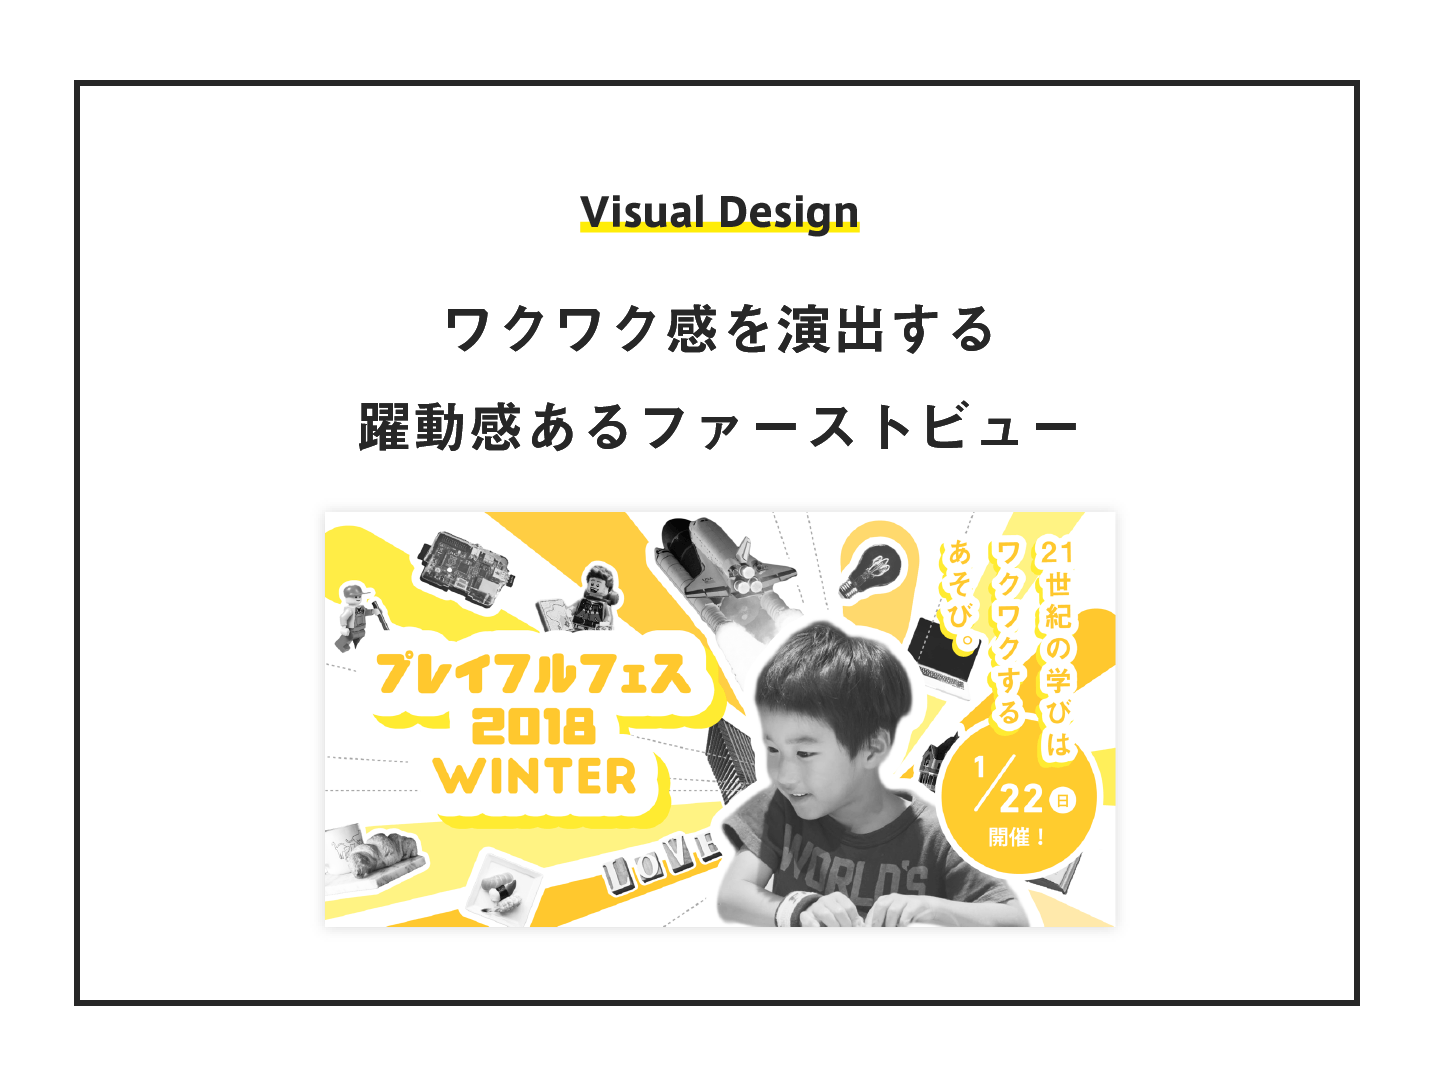 Visual Design
ワクワク感を演出する
躍動感あるファーストビュー
プレイフルフェス
2018
WINTER
21世紀の学びは
ワクワクする
あそび。
1/22 日
開催！
LOVE
WORLD'S